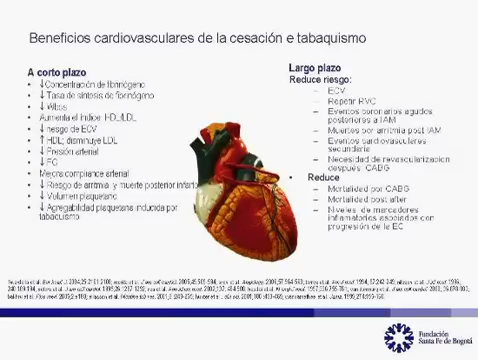 Beneficios cardiovasculares de la cesación e tabaquismo
A corto plazo
• ↓Concentración de fibrinógeno
• ↓ Tasa de síntesis de fibrinógeno
• ↓ Wbcs
• Aumenta el índice HDL/LDL
• ↓ riesgo de ECV
• ↑ HDL; disminuye LDL
• ↓ Presión arterial
• ↓ FC
• Mejora compliance arterial
• ↓ Riesgo de arritmia y muerte posterior infarto
• ↓ Volumen plaquetario
• ↓ Agregabilidad plaquetaria inducida por
tabaquismo
Largo plazo
Reduce riesgo:
– ECV
– Repetir RVC
– Eventos coronarios agudos
posteriores a IAM
– Muertes por arritmia post IAM
– Eventos cardiovasculares
secundaria
– Necesidad de revascularización
después CABG
• Reduce
– Mortalidad por CABG
– Mortalidad post after
– Niveles de marcadores
inflamatorios asociados con
progresión de la EC
Fundación
Santa Fe de Bogotá